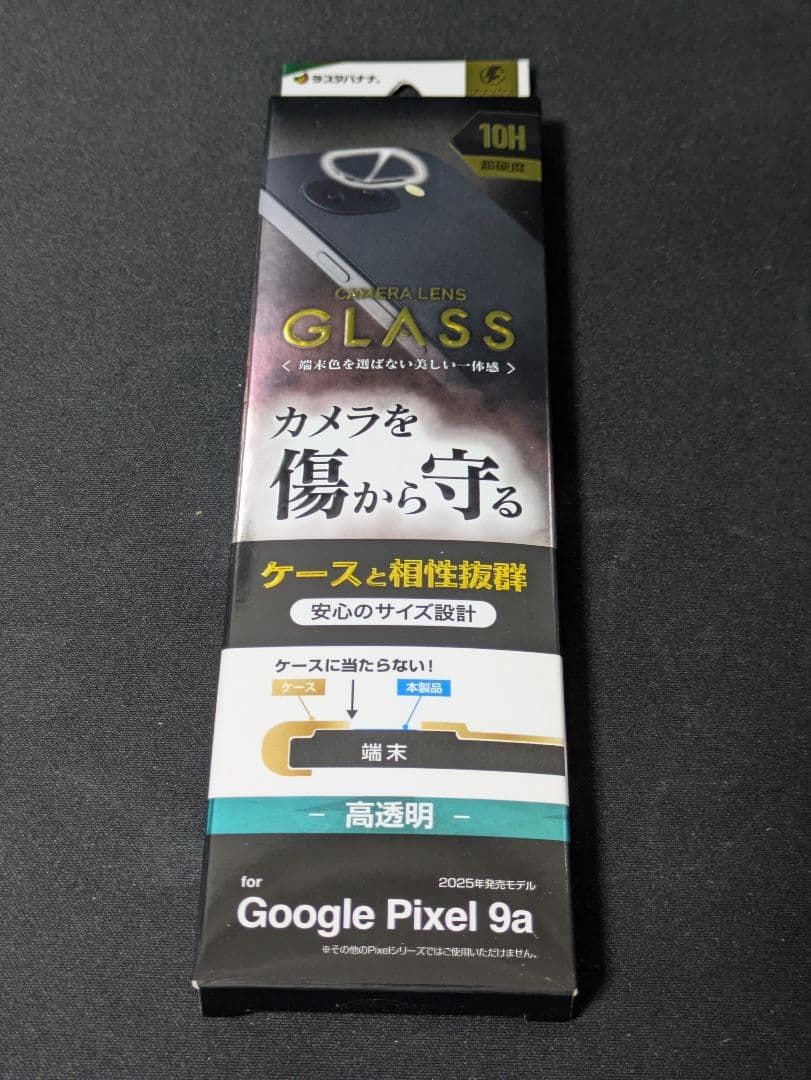 ラスタバナナ。
10H
超硬度
CAMERA LENS
GLASS
〈 端末色を選ばない美しい一体感 〉
カメラを
傷から守る
ケースと相性抜群
安心のサイズ設計
ケースに当たらない!
ケース
本製品
端末
− 高透明 −
for
2025年発売モデル
Google Pixel 9a
※その他のPixelシリーズではご使用いただけません。